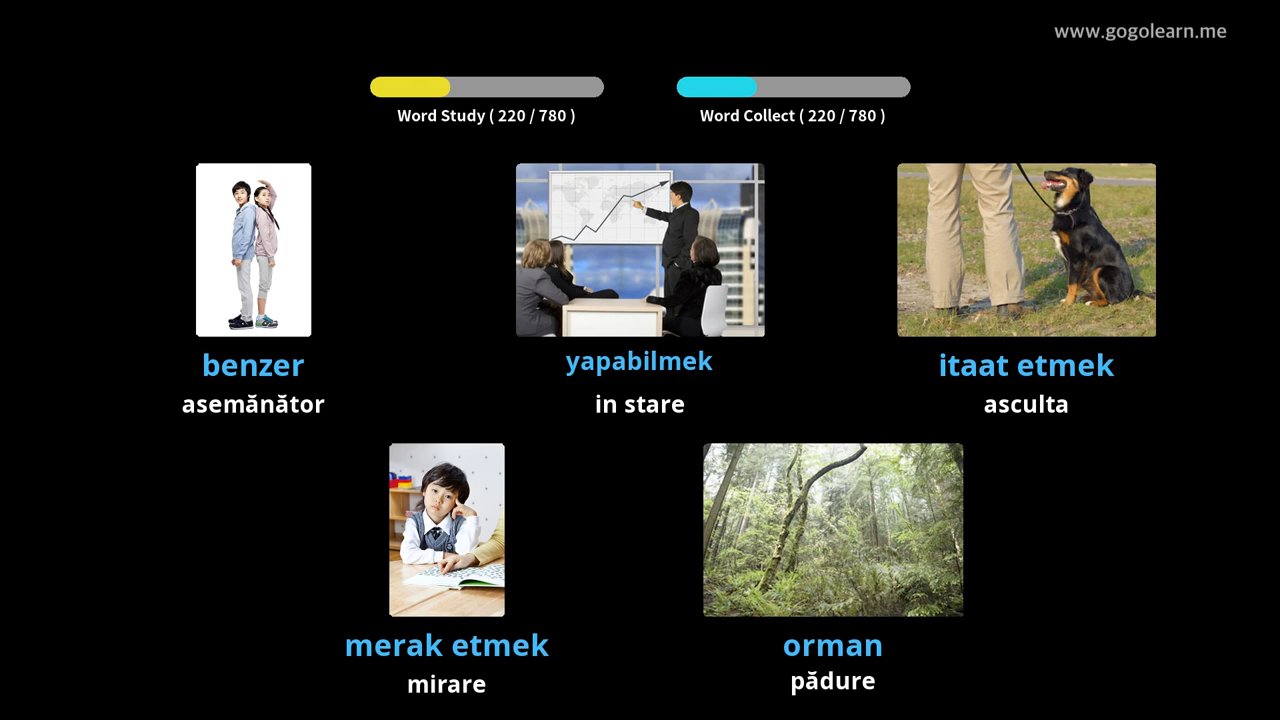 www.gogolearn.me
Word Study ( 220 / 780 )
Word Collect ( 220 / 780 )
benzer
asemănător
yapabilmek
in stare
itaat etmek
asculta
merak etmek
mirare
orman
pădure